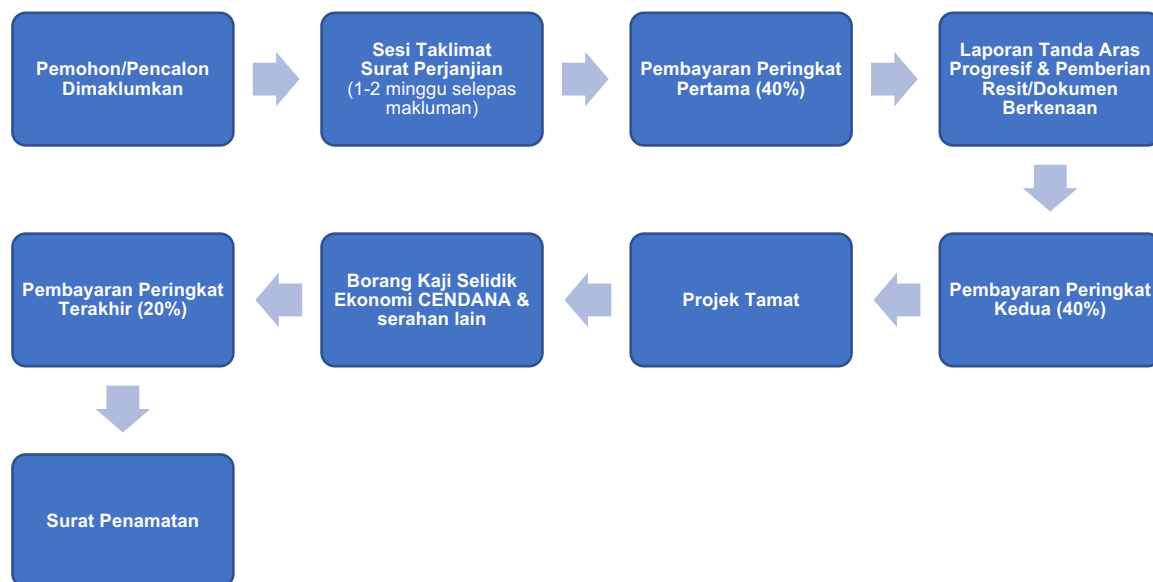 Pemohon/Pencalon
Dimaklumkan
Sesi Taklimat
Surat Perjanjian
(1-2 minggu selepas
makluman)
Pembayaran Peringkat
Pertama (40%)
Laporan Tanda Aras
Progresif & Pemberian
Resit/Dokumen
Berkenaan
Pembayaran Peringkat
Kedua (40%)
Projek Tamat
Borang Kaji Selidik
Ekonomi CENDANA &
serahan lain
Pembayaran Peringkat
Terakhir (20%)
Surat Penamatan